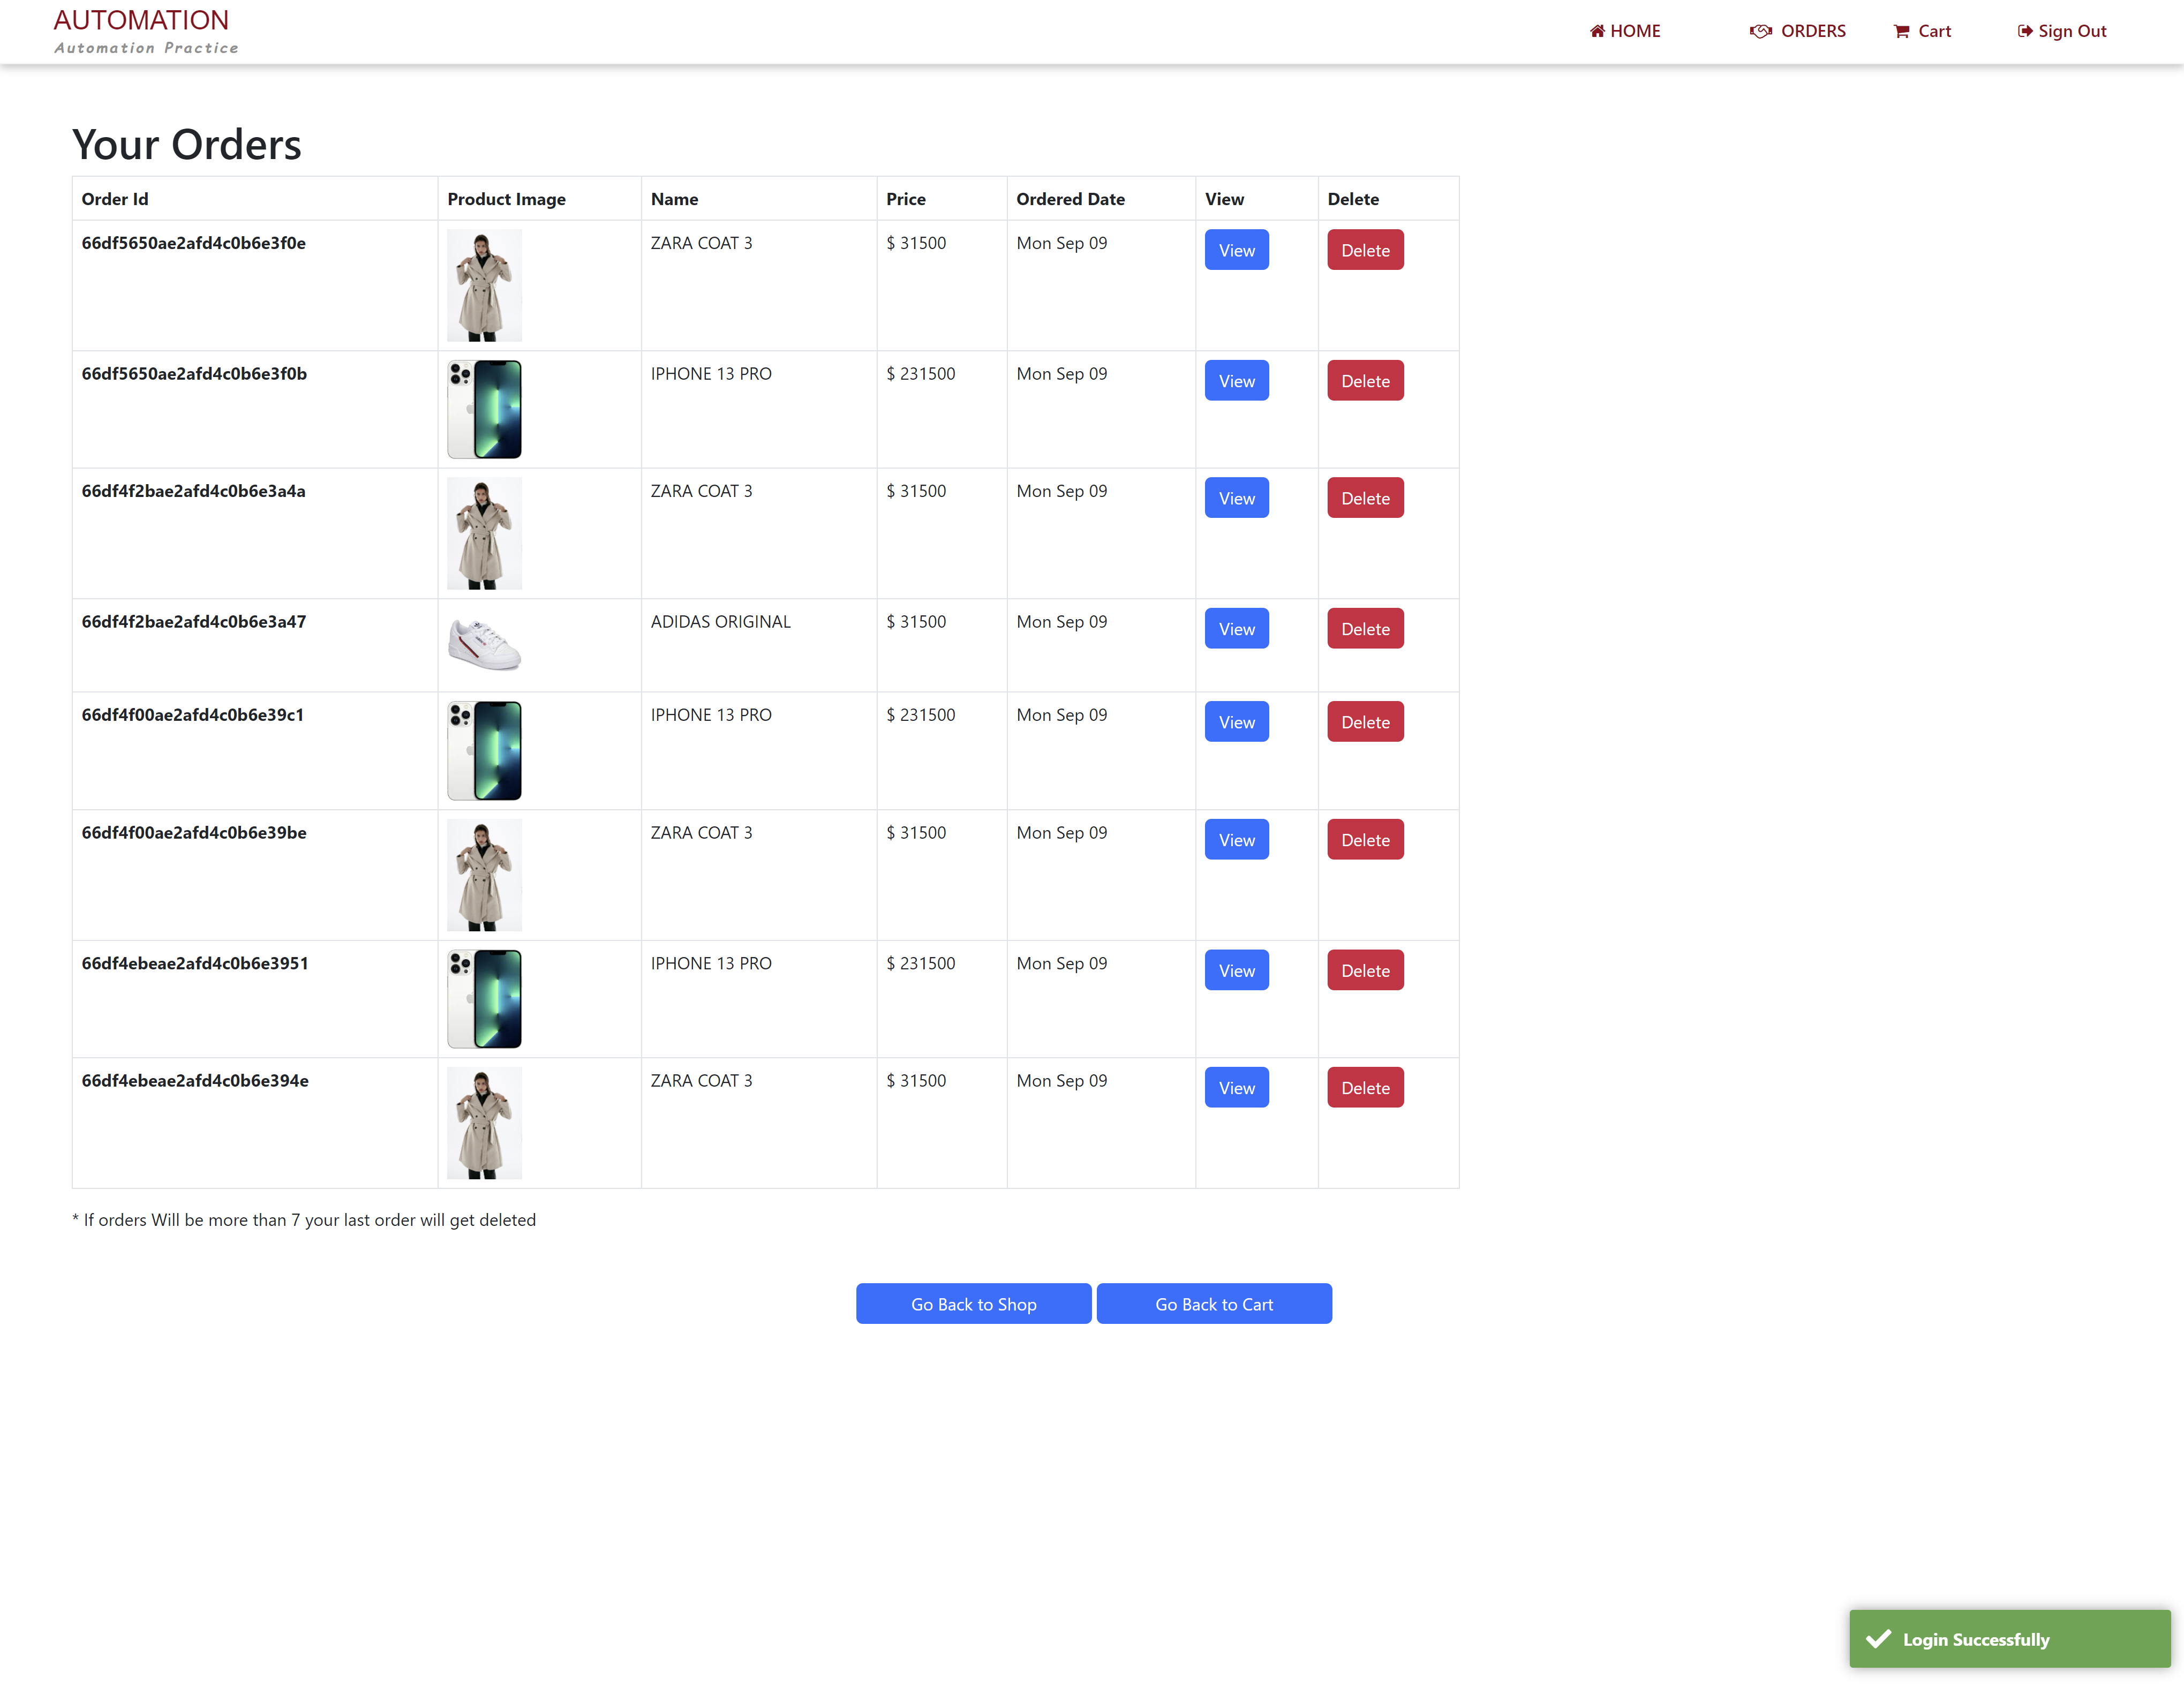 AUTOMATION
Automation Practice
HOME ORDERS Cart Sign Out
Your Orders
Order Id Product Image Name Price Ordered Date View Delete
66df5650ae2afd4c0b6e3f0e ZARA COAT 3 $ 31500 Mon Sep 09 View Delete
66df5650ae2afd4c0b6e3f0b IPHONE 13 PRO $ 231500 Mon Sep 09 View Delete
66df4f2bae2afd4c0b6e3a4a ZARA COAT 3 $ 31500 Mon Sep 09 View Delete
66df4f2bae2afd4c0b6e3a47 ADIDAS ORIGINAL $ 31500 Mon Sep 09 View Delete
66df4f00ae2afd4c0b6e39c1 IPHONE 13 PRO $ 231500 Mon Sep 09 View Delete
66df4f00ae2afd4c0b6e39be ZARA COAT 3 $ 31500 Mon Sep 09 View Delete
66df4ebeae2afd4c0b6e3951 IPHONE 13 PRO $ 231500 Mon Sep 09 View Delete
66df4ebeae2afd4c0b6e394e ZARA COAT 3 $ 31500 Mon Sep 09 View Delete
* If orders Will be more than 7 your last order will get deleted
Go Back to Shop Go Back to Cart
Login Successfully